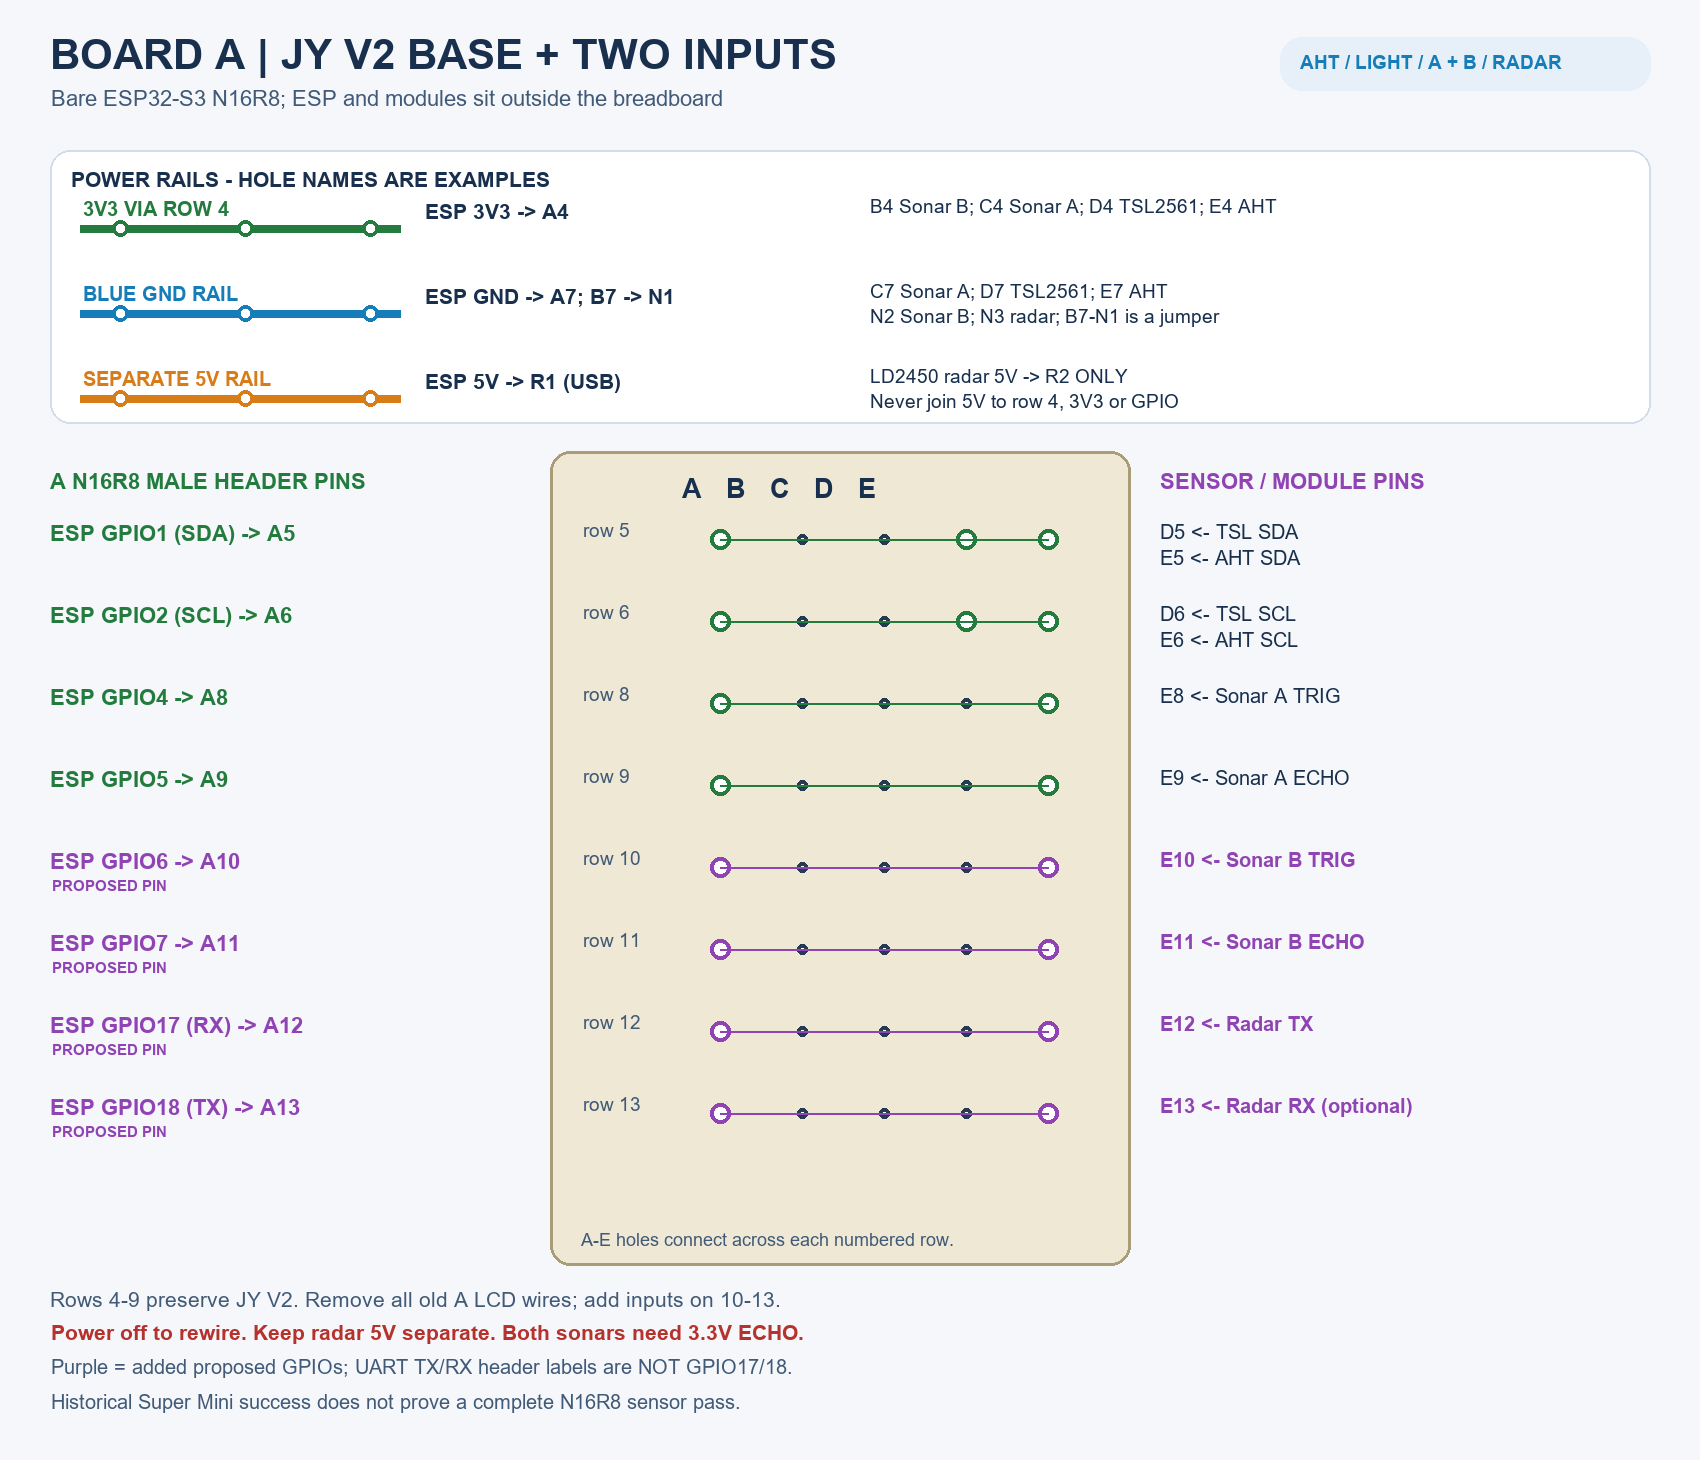 BOARD A | JY V2 BASE + TWO INPUTS
AHT / LIGHT / A + B / RADAR
Bare ESP32-S3 N16R8; ESP and modules sit outside the breadboard
POWER RAILS - HOLE NAMES ARE EXAMPLES
3V3 VIA ROW 4
ESP 3V3 -> A4
B4 Sonar B; C4 Sonar A; D4 TSL2561; E4 AHT
BLUE GND RAIL
ESP GND -> A7; B7 -> N1
C7 Sonar A; D7 TSL2561; E7 AHT
N2 Sonar B; N3 radar; B7-N1 is a jumper
SEPARATE 5V RAIL
ESP 5V -> R1 (USB)
LD2450 radar 5V -> R2 ONLY
Never join 5V to row 4, 3V3 or GPIO
A N16R8 MALE HEADER PINS
A B C D E
SENSOR / MODULE PINS
ESP GPIO1 (SDA) -> A5
row 5
D5 <- TSL SDA
E5 <- AHT SDA
ESP GPIO2 (SCL) -> A6
row 6
D6 <- TSL SCL
E6 <- AHT SCL
ESP GPIO4 -> A8
row 8
E8 <- Sonar A TRIG
ESP GPIO5 -> A9
row 9
E9 <- Sonar A ECHO
ESP GPIO6 -> A10
PROPOSED PIN
row 10
E10 <- Sonar B TRIG
ESP GPIO7 -> A11
PROPOSED PIN
row 11
E11 <- Sonar B ECHO
ESP GPIO17 (RX) -> A12
PROPOSED PIN
row 12
E12 <- Radar TX
ESP GPIO18 (TX) -> A13
PROPOSED PIN
row 13
E13 <- Radar RX (optional)
A-E holes connect across each numbered row.
Rows 4-9 preserve JY V2. Remove all old A LCD wires; add inputs on 10-13.
Power off to rewire. Keep radar 5V separate. Both sonars need 3.3V ECHO.
Purple = added proposed GPIOs; UART TX/RX header labels are NOT GPIO17/18.
Historical Super Mini success does not prove a complete N16R8 sensor pass.